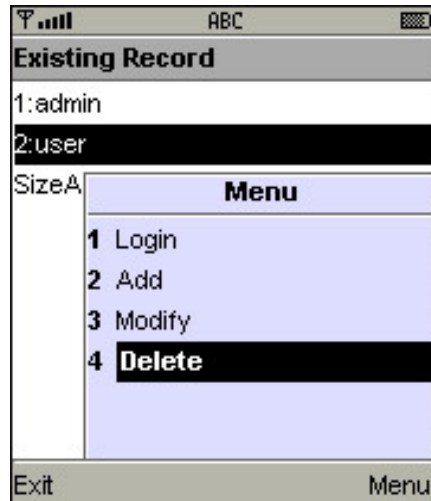 ABC
Existing Record
1:admin
2:user
SizeA
Menu
1 Login
2 Add
3 Modify
4 Delete
Exit Menu